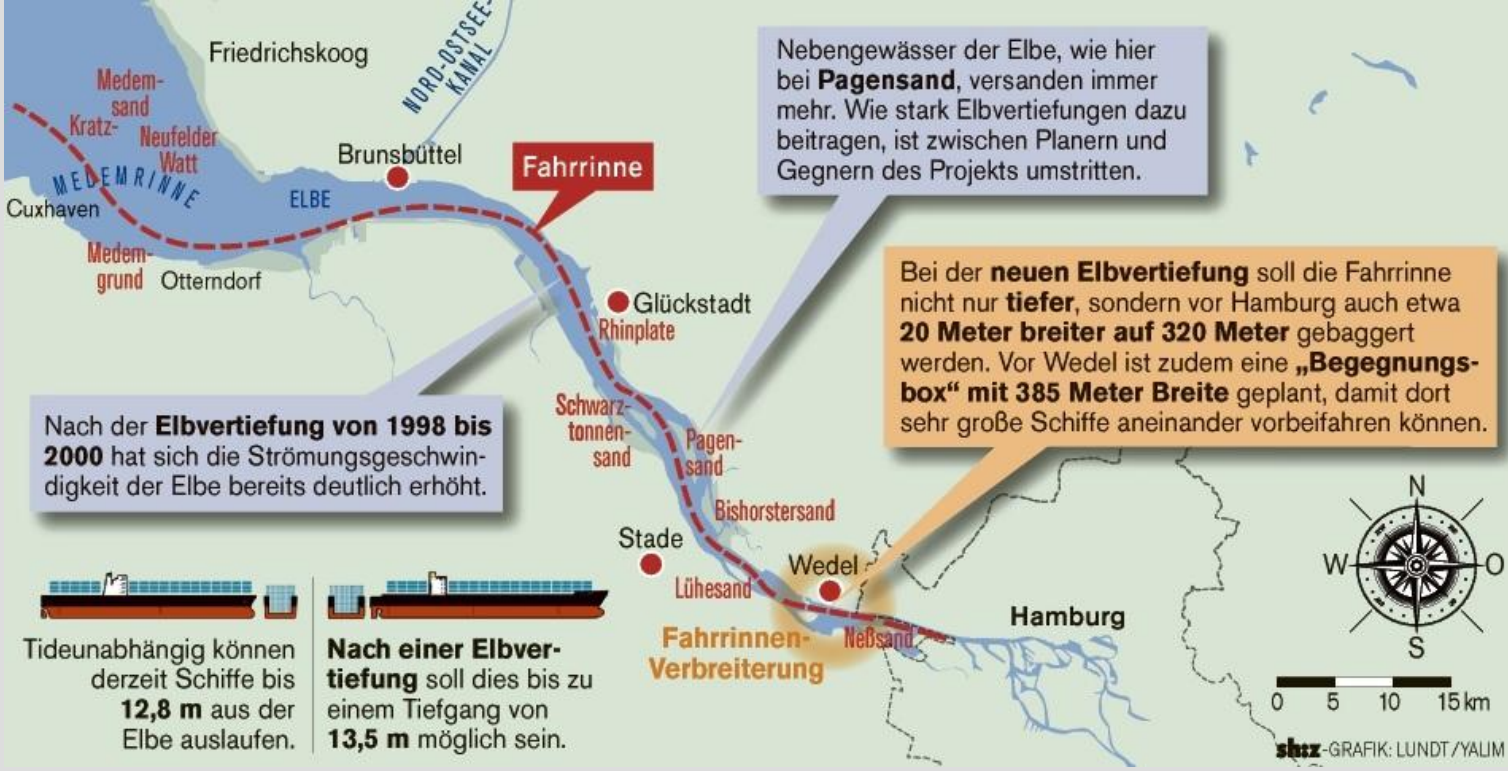 Friedrichskoog
NORD-OSTSEE-
KANAL
Medem-
sand
Kratz-
Neufelder
Watt
MEDEMRINNE
Cuxhaven
Brunsbüttel
ELBE
Fahrrinne
Medem-
grund
Otterndorf
Nebengewässer der Elbe, wie hier
bei Pagensand, versanden immer
mehr. Wie stark Elbvertiefungen dazu
beitragen, ist zwischen Planern und
Gegnern des Projekts umstritten.
Bei der neuen Elbvertiefung soll die Fahrrinne
nicht nur tiefer, sondern vor Hamburg auch etwa
20 Meter breiter auf 320 Meter gebaggert
werden. Vor Wedel ist zudem eine „Begegnungs-
box“ mit 385 Meter Breite geplant, damit dort
sehr große Schiffe aneinander vorbeifahren können.
Glückstadt
Rhinplate
Nach der Elbvertiefung von 1998 bis
2000 hat sich die Strömungsgeschwin-
digkeit der Elbe bereits deutlich erhöht.
Schwarz-
tonnen-
sand
Pagen-
sand
Bishorstersand
Stade
Lühesand
Wedel
Neßsand
Fahrrinnen-
Verbreiterung
Hamburg
Tideunabhängig können
derzeit Schiffe bis
12,8 m aus der
Elbe auslaufen.
Nach einer Elbver-
tiefung soll dies bis zu
einem Tiefgang von
13,5 m möglich sein.
N
W
O
S
0 5 10 15 km
sh:z-GRAFIK: LUNDT/YALIM